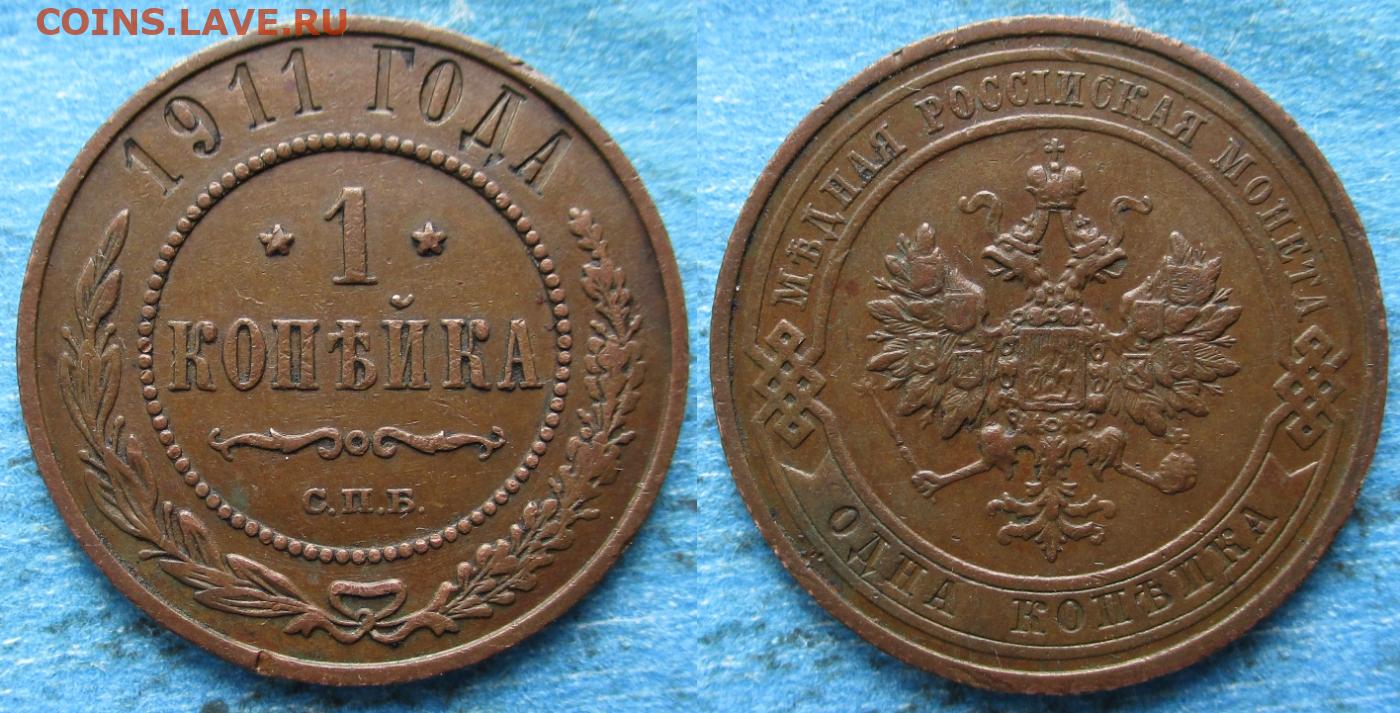 COINS.LAVE.RU
1911 ГОДА
1
КОПѢЙКА
С.П.Б.
МѢДНАЯ РОССІЙСКАЯ МОНЕТА
ОДНА КОПѢЙКА